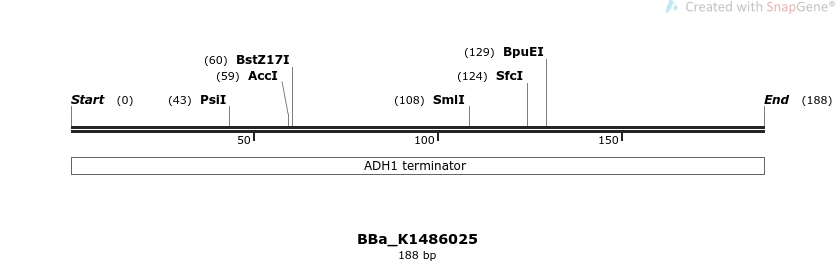 Created with SnapGene®
(129) BpuEI
(60) BstZ17I
(59) AccI
(124) SfcI
Start (0)
(43) PsiI
(108) SmlI
End (188)
50
100
150
ADH1 terminator
BBa_K1486025
188 bp